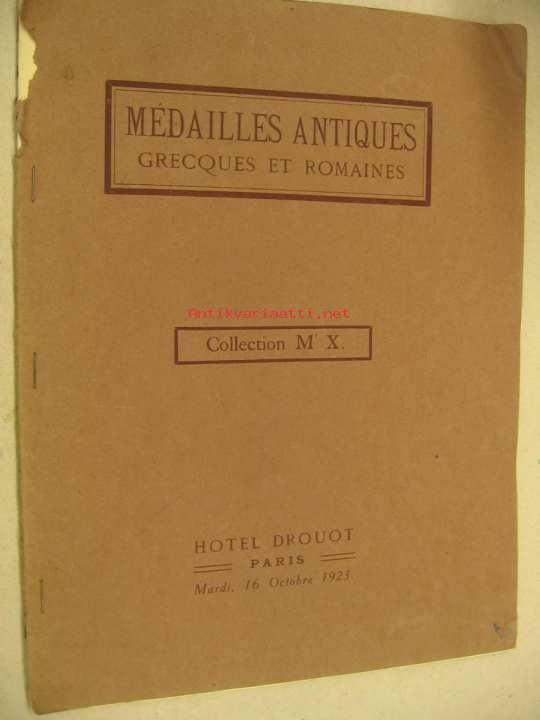 MÉDAILLES ANTIQUES
GRECQUES ET ROMAINES
Antikvariaatti.net
Collection Mr X.
HOTEL DROUOT
PARIS
Mardi, 16 Octobre 1923